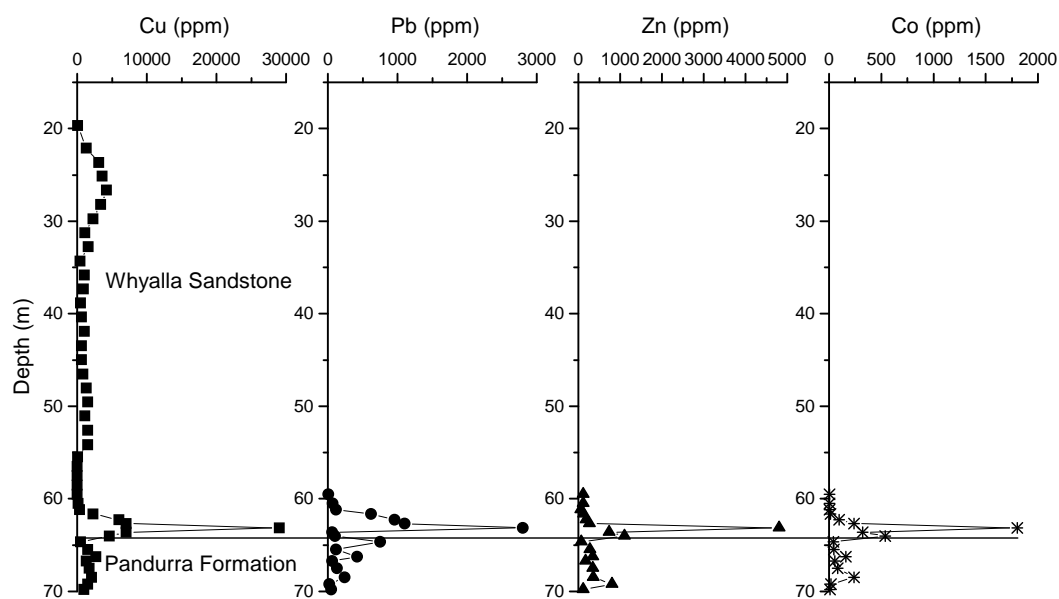 Cu (ppm) Pb (ppm) Zn (ppm) Co (ppm)
0 10000 20000 30000 0 1000 2000 3000 0 1000 2000 3000 4000 5000 0 500 1000 1500 2000
20 20 20 20
30 30 30 30
Whyalla Sandstone
Depth (m)
40 40 40 40
50 50 50 50
60 60 60 60
Pandurra Formation
70 70 70 70